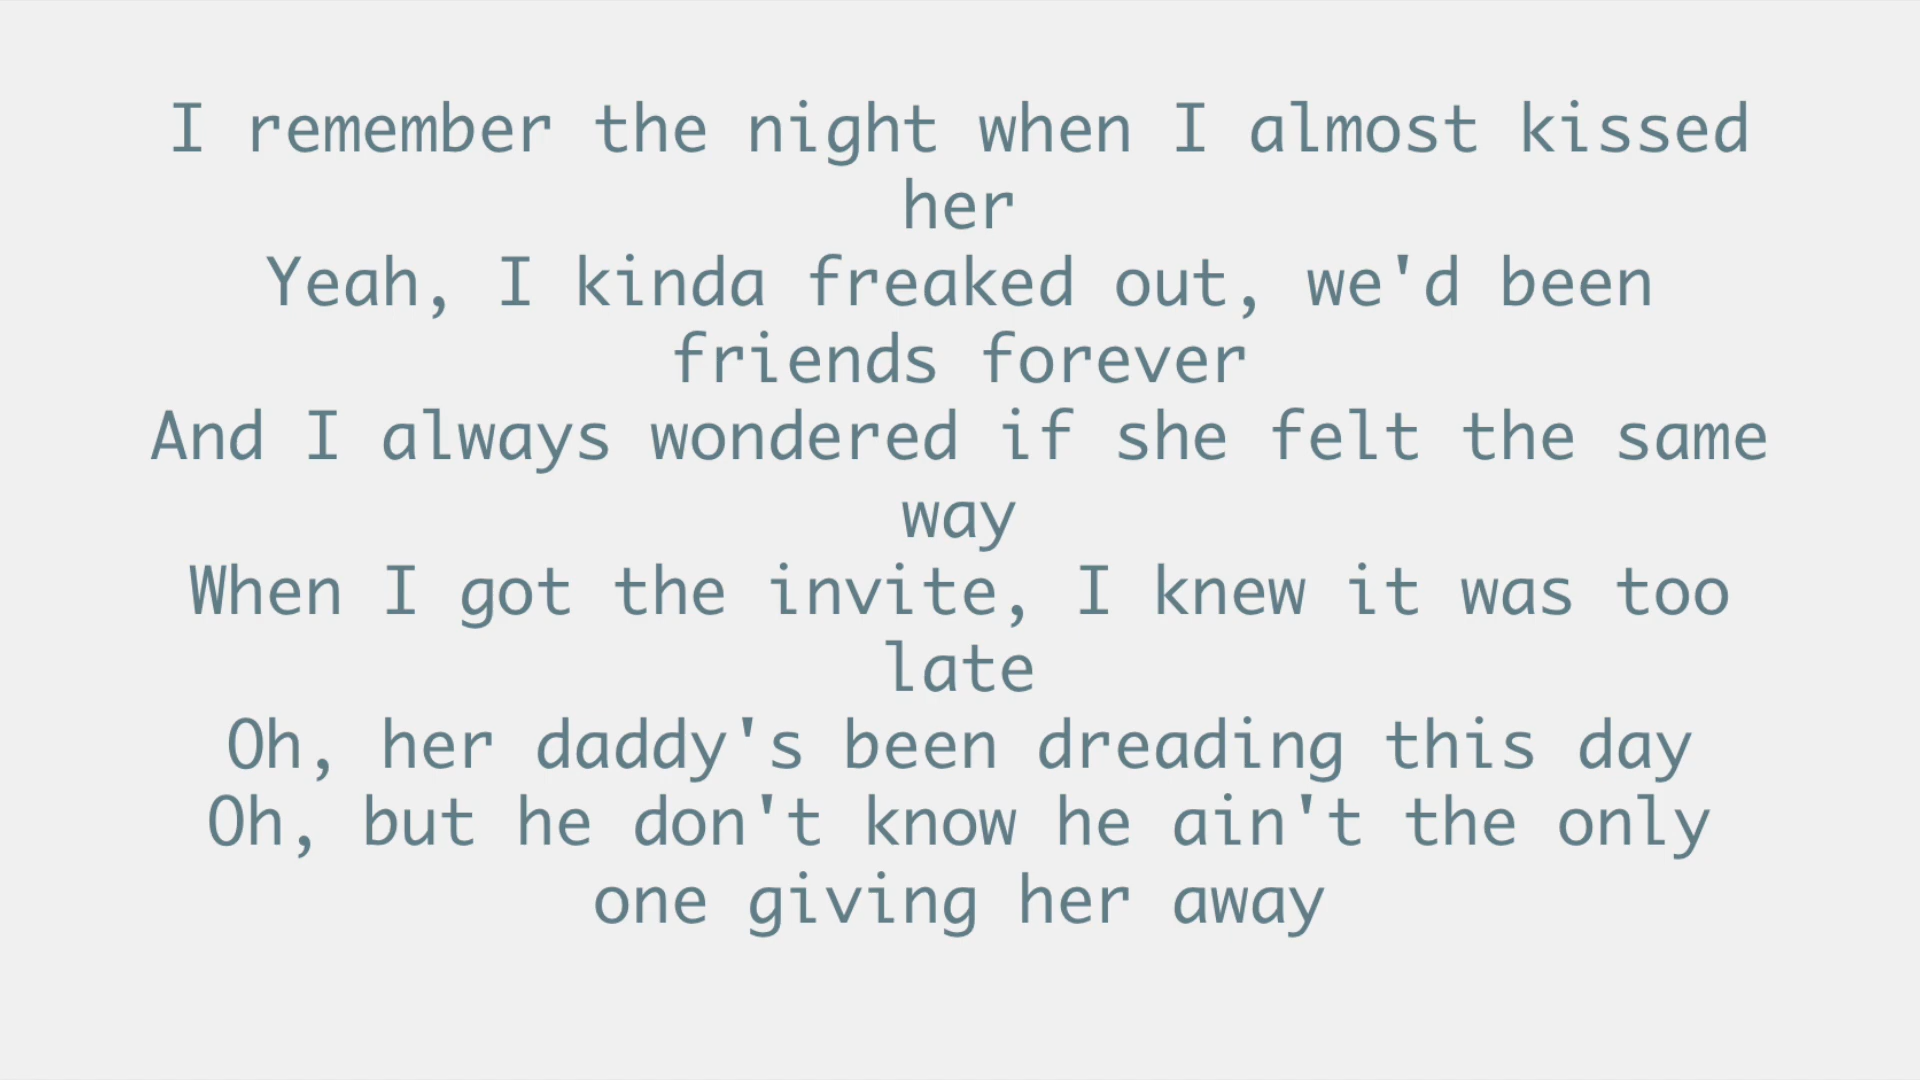 I remember the night when I almost kissed
her
Yeah, I kinda freaked out, we'd been
friends forever
And I always wondered if she felt the same
way
When I got the invite, I knew it was too
late
Oh, her daddy's been dreading this day
Oh, but he don't know he ain't the only
one giving her away